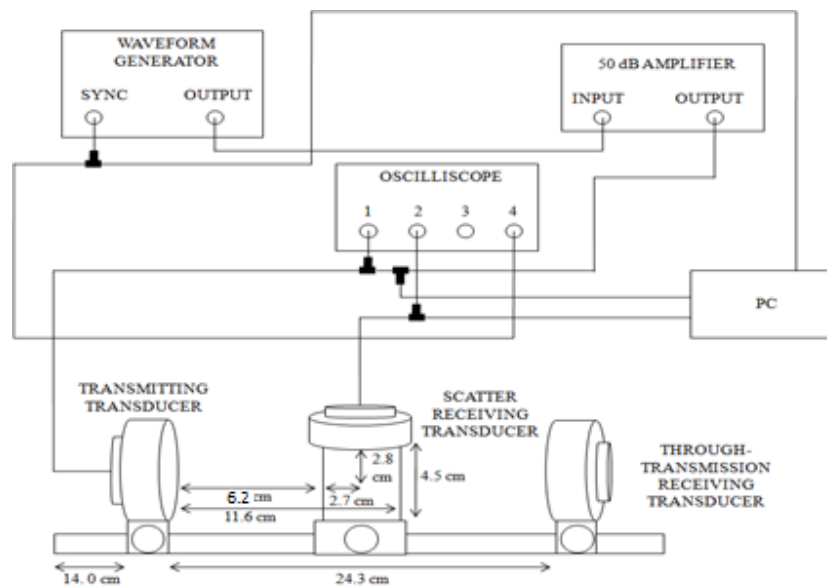 WAVEFORM
GENERATOR
SYNC OUTPUT
50 dB AMPLIFIER
INPUT OUTPUT
OSCILLISCOPE
1 2 3 4
PC
TRANSMITTING
TRANSDUCER
SCATTER
RECEIVING
TRANSDUCER
THROUGH-
TRANSMISSION
RECEIVING
TRANSDUCER
2.8
cm
4.5 cm
6.2 cm
2.7 cm
11.6 cm
14. 0 cm
24.3 cm